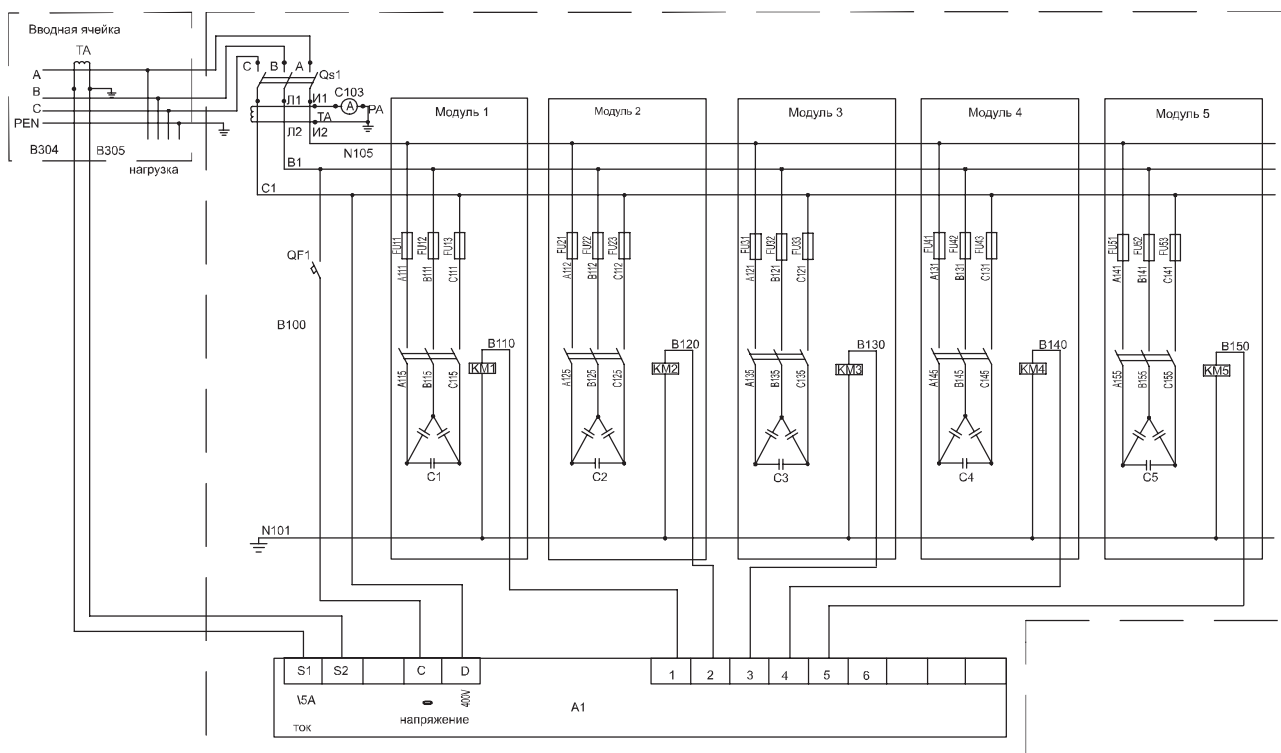 Вводная ячейка
TA
A
B
C
PEN
B304
B305
нагрузка
C
B
A
Qs1
Л1
И1
C103
A
PA
TA
Л2
И2
N105
B1
C1
QF1
B100
N101
Модуль 1
FU11
FU12
FU13
A111
B111
C111
B110
KM1
A115
B115
C115
C1
Модуль 2
FU21
FU22
FU23
A112
B112
C112
B120
KM2
A125
B125
C125
C2
Модуль 3
FU31
FU32
FU33
A121
B121
C121
B130
KM3
A135
B135
C135
C3
Модуль 4
FU41
FU42
FU43
A131
B131
C131
B140
KM4
A145
B145
C145
C4
Модуль 5
FU51
FU52
FU53
A141
B141
C141
B150
KM5
A155
B155
C155
C5
S1
S2
C
D
1
2
3
4
5
6
\5A
400V
ток
напряжение
A1